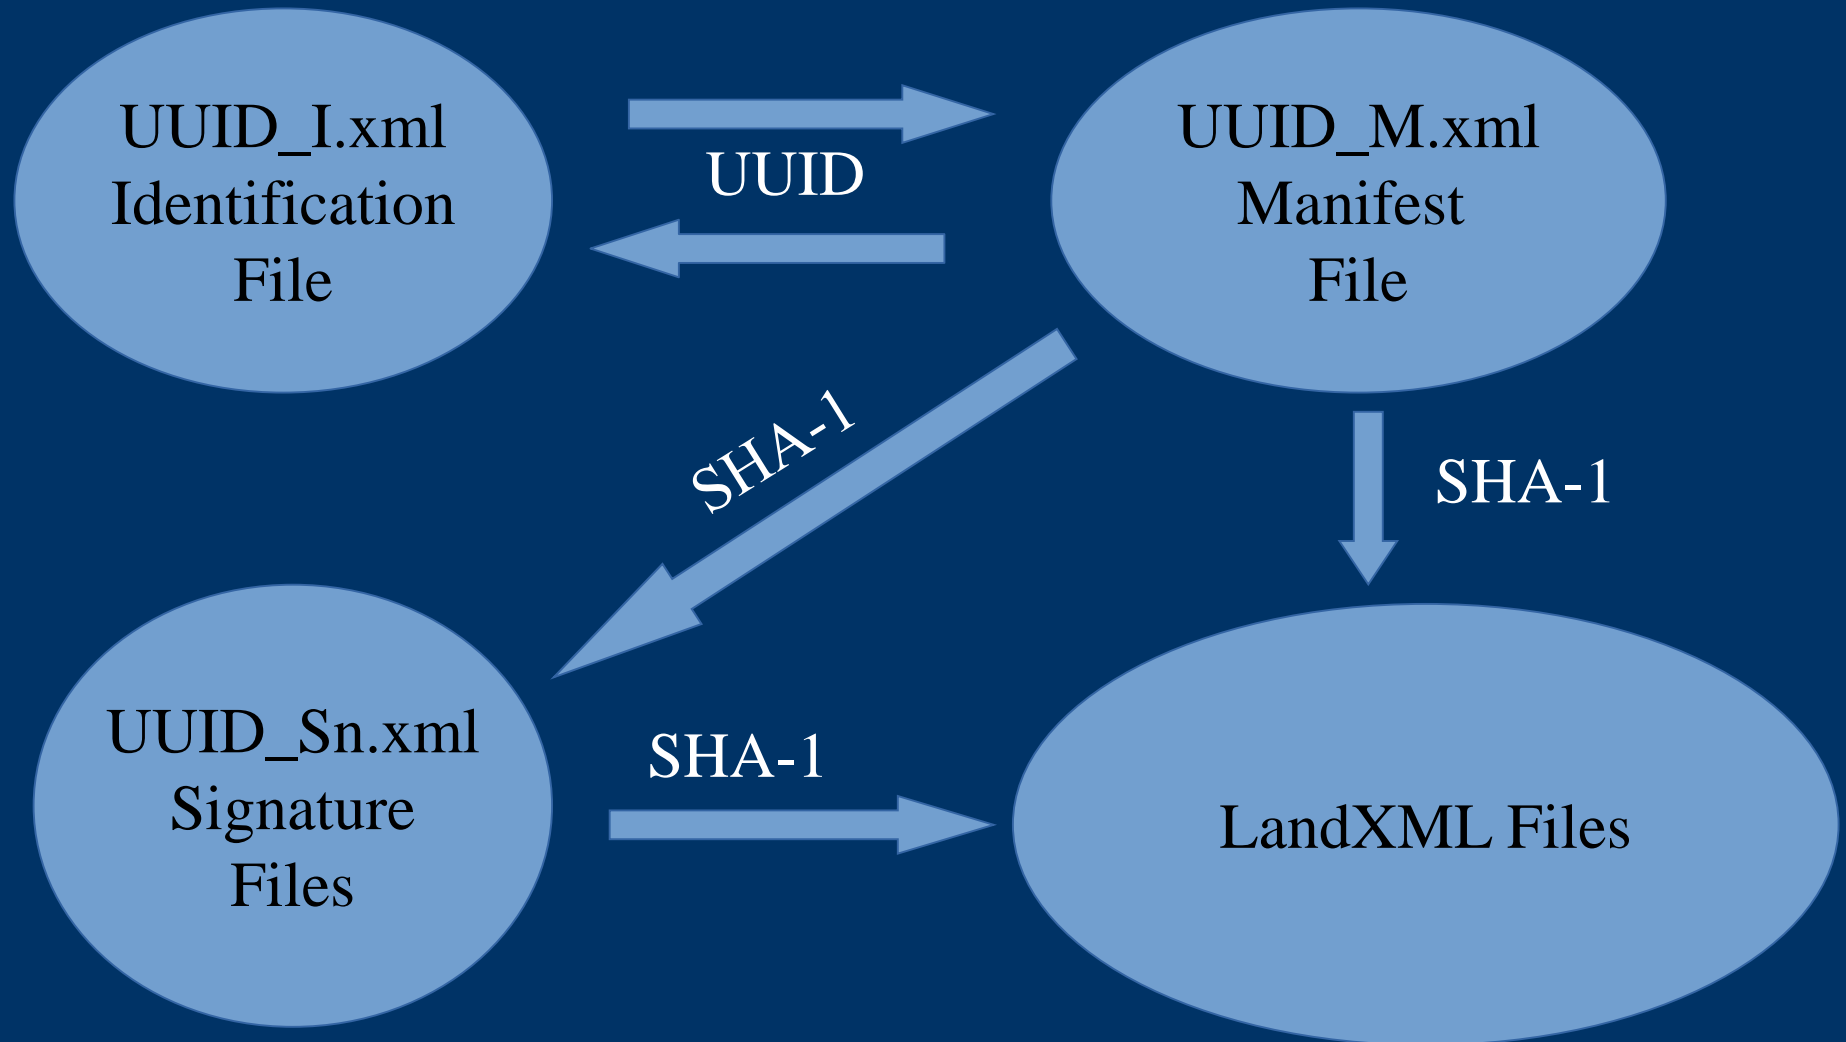 UUID_I.xml
Identification
File
UUID
UUID_M.xml
Manifest
File
SHA-1
SHA-1
UUID_Sn.xml
Signature
Files
SHA-1
LandXML Files